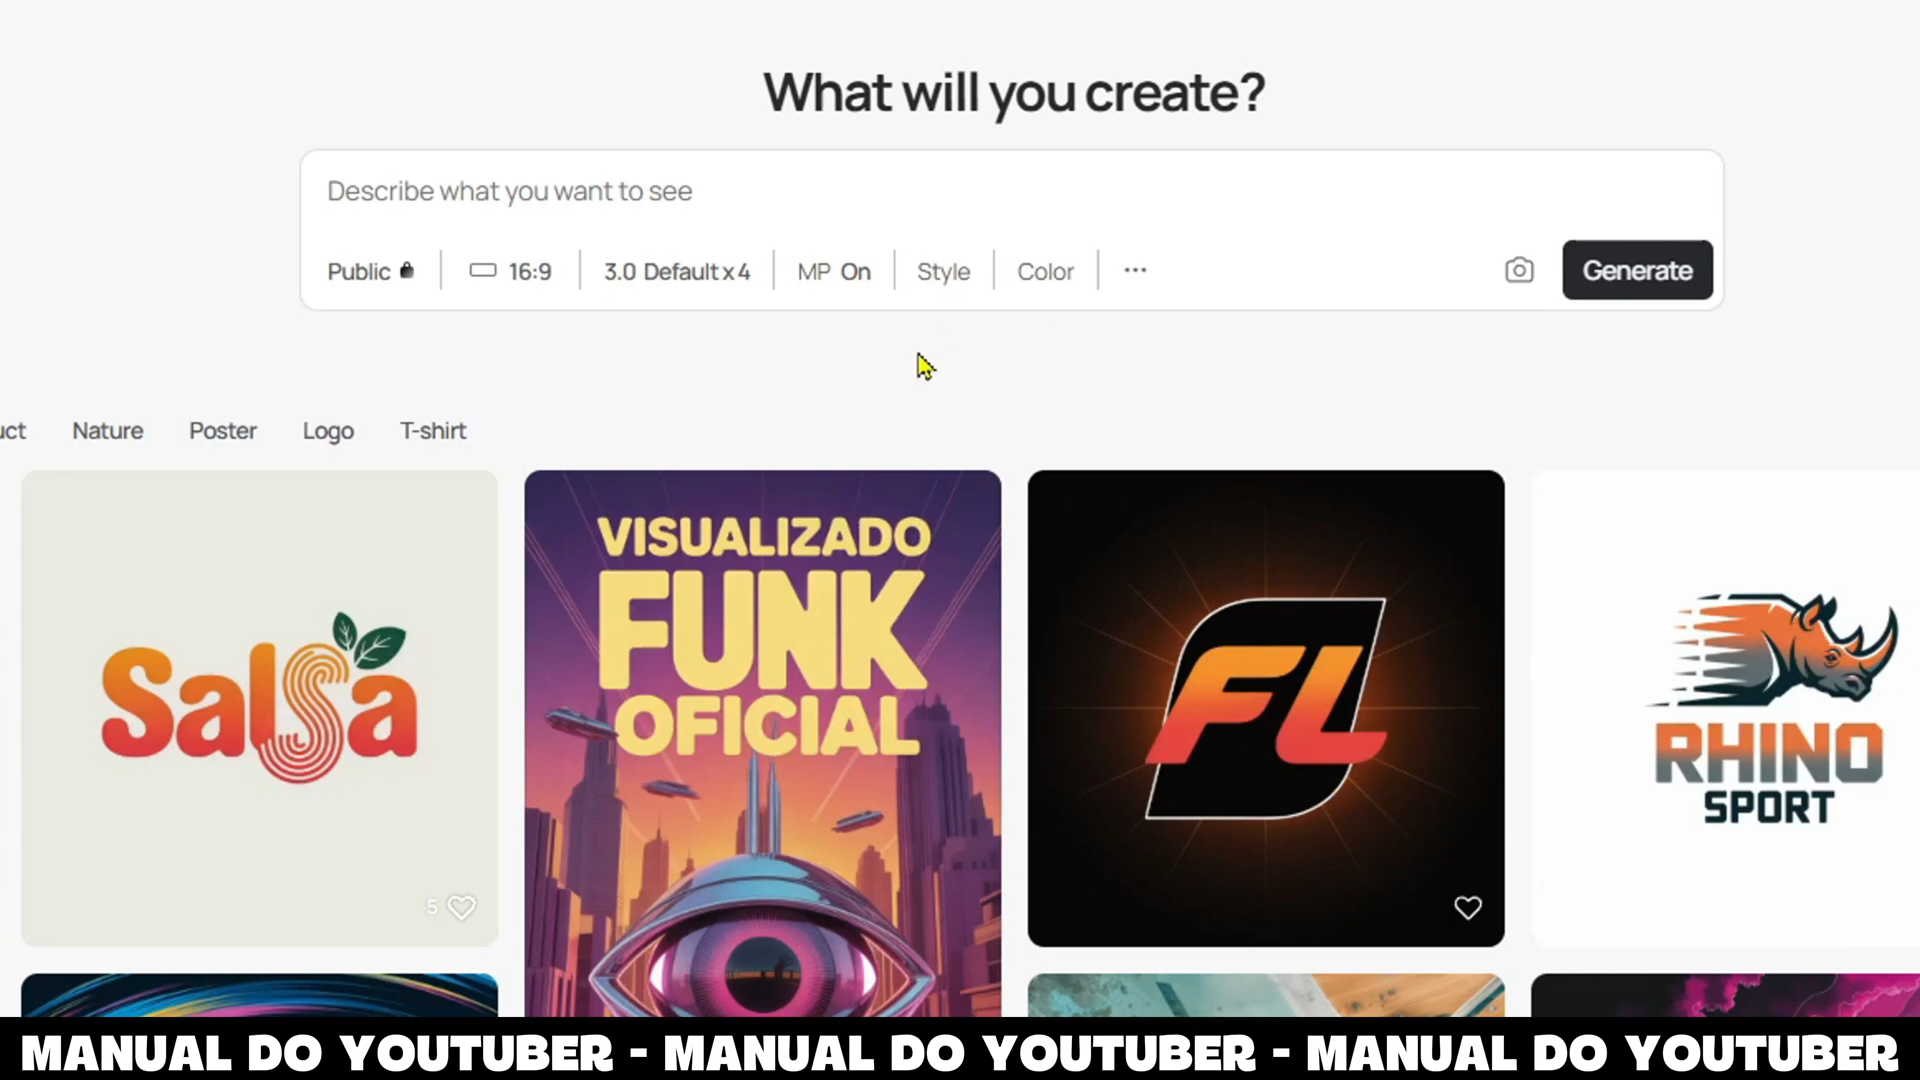 What will you create?
Describe what you want to see
Public 16:9 3.0 Default x 4 MP On Style Color ... Generate
uct Nature Poster Logo T-shirt
Salsa
5
VISUALIZADO
FUNK
OFICIAL
FL
RHINO
SPORT
MANUAL DO YOUTUBER - MANUAL DO YOUTUBER - MANUAL DO YOUTUBER